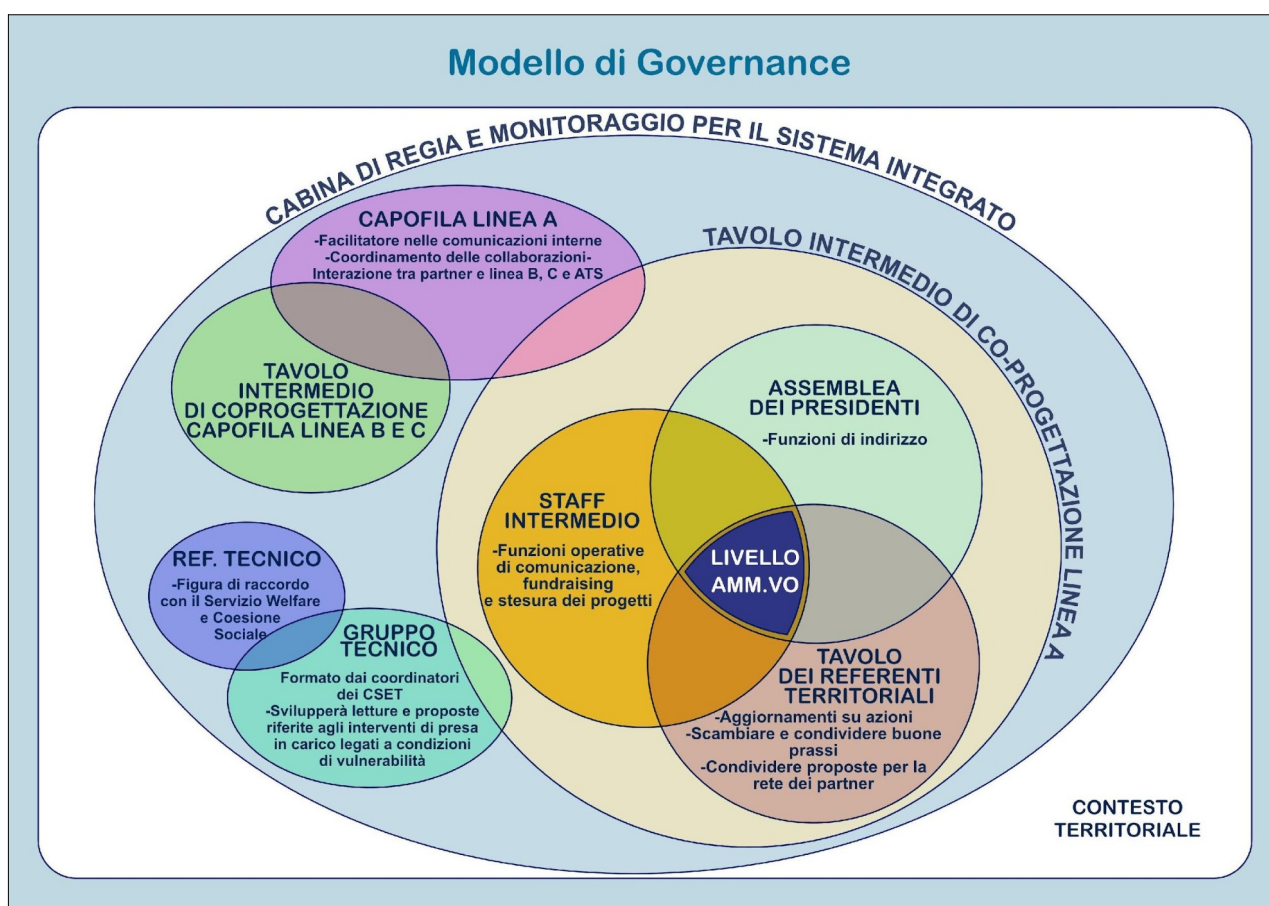 Modello di Governance
CABINA DI REGIA E MONITORAGGIO PER IL SISTEMA INTEGRATO
CAPOFILA LINEA A
-Facilitatore nelle comunicazioni interne
-Coordinamento delle collaborazioni-
Interazione tra partner e linea B, C e ATS
TAVOLO INTERMEDIO DI CO-PROGETTAZIONE LINEA A
TAVOLO
INTERMEDIO
DI COPROGETTAZIONE
CAPOFILA LINEA B E C
ASSEMBLEA
DEI PRESIDENTI
-Funzioni di indirizzo
STAFF
INTERMEDIO
-Funzioni operative
di comunicazione,
fundraising
e stesura dei progetti
LIVELLO
AMM.VO
REF. TECNICO
-Figura di raccordo
con il Servizio Welfare
e Coesione
Sociale
GRUPPO
TECNICO
Formato dai coordinatori
dei CSET
-Svilupperà letture e proposte
riferite agli interventi di presa
in carico legati a condizioni
di vulnerabilità
TAVOLO
DEI REFERENTI
TERRITORIALI
-Aggiornamenti su azioni
-Scambiare e condividere buone
prassi
-Condividere proposte per la
rete dei partner
CONTESTO
TERRITORIALE